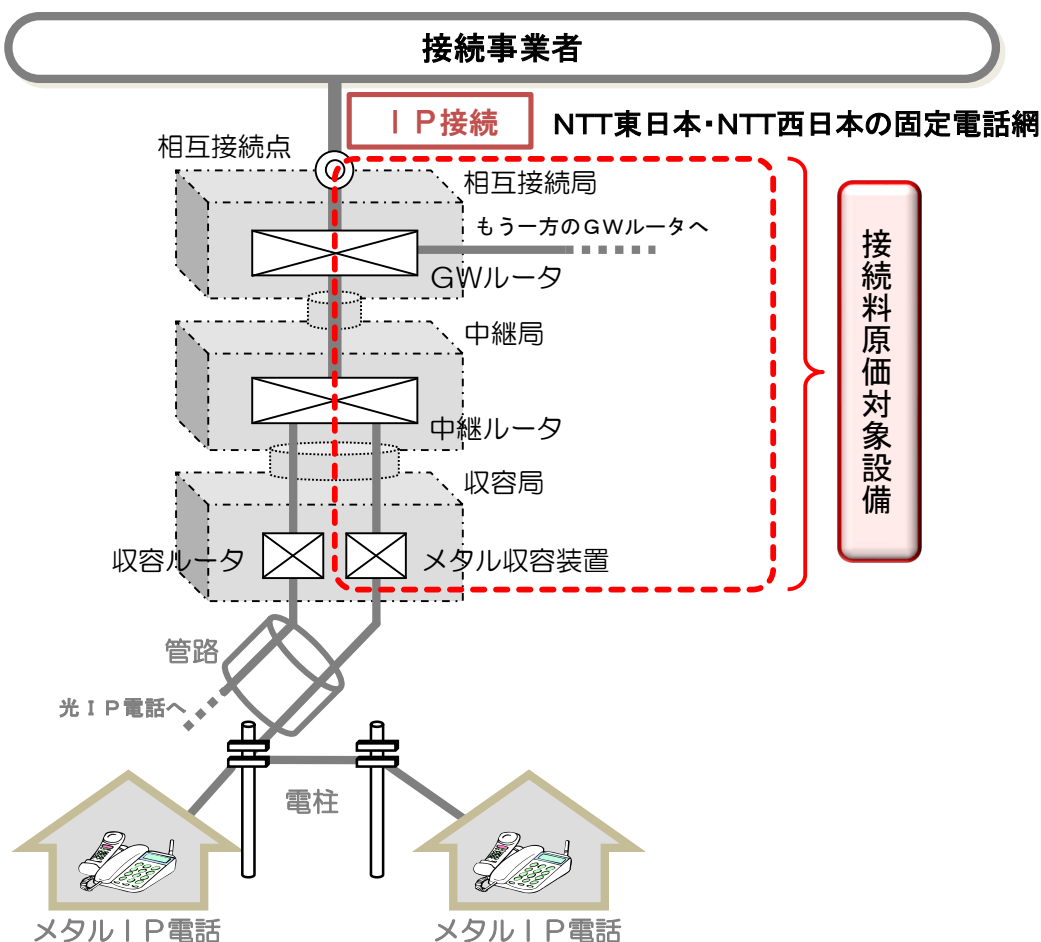 接続事業者
IP接続
NTT東日本・NTT西日本の固定電話網
相互接続点
相互接続局
もう一方のGWルータへ
GWルータ
中継局
中継ルータ
収容局
収容ルータ
メタル収容装置
接続料原価対象設備
管路
光IP電話へ
電柱
メタルIP電話
メタルIP電話